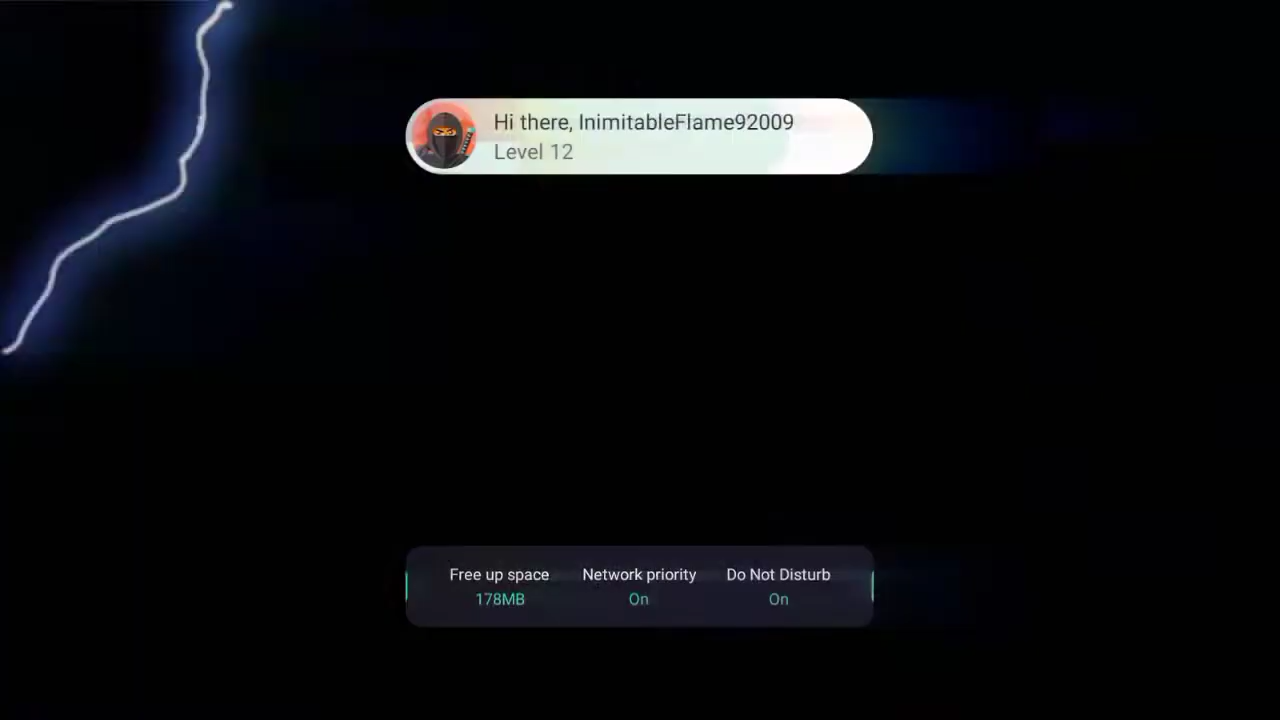 Hi there, InimitableFlame92009
Level 12
Free up space Network priority Do Not Disturb
178MB On On